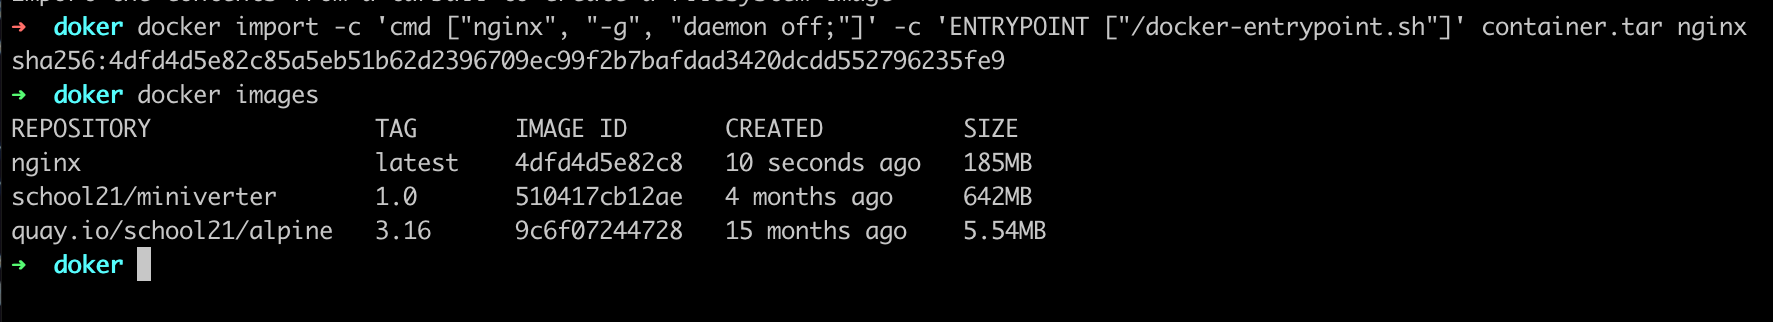 ➜  doker docker import -c 'cmd ["nginx", "-g", "daemon off;"]' -c 'ENTRYPOINT ["/docker-entrypoint.sh"]' container.tar nginx
sha256:4dfd4d5e82c85a5eb51b62d2396709ec99f2b7bafdad3420dcdd552796235fe9
➜  doker docker images
REPOSITORY                TAG       IMAGE ID       CREATED          SIZE
nginx                     latest    4dfd4d5e82c8   10 seconds ago   185MB
school21/miniverter       1.0       510417cb12ae   4 months ago     642MB
quay.io/school21/alpine   3.16      9c6f07244728   15 months ago    5.54MB
➜  doker